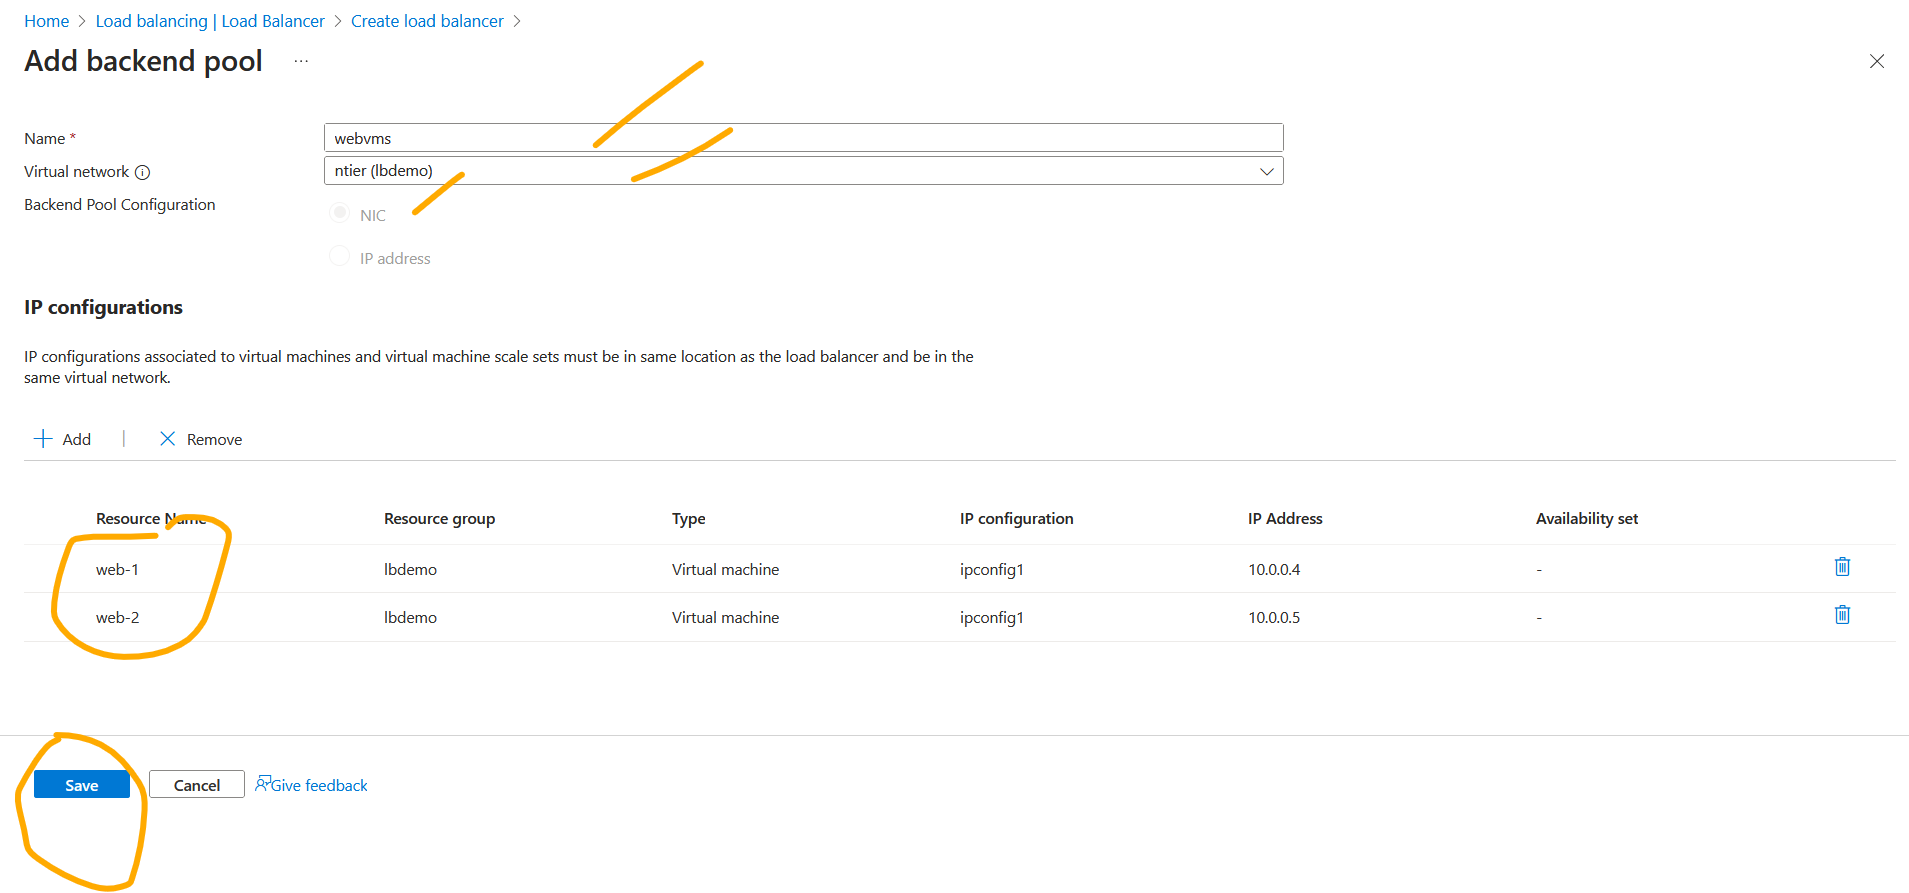 Home > Load balancing | Load Balancer > Create load balancer >
Add backend pool ...
Name * webvms
Virtual network ntier (lbdemo)
Backend Pool Configuration
NIC
IP address
IP configurations
IP configurations associated to virtual machines and virtual machine scale sets must be in same location as the load balancer and be in the
same virtual network.
Add | Remove
Resource Name Resource group Type IP configuration IP Address Availability set
web-1 lbdemo Virtual machine ipconfig1 10.0.0.4 -
web-2 lbdemo Virtual machine ipconfig1 10.0.0.5 -
Save Cancel Give feedback